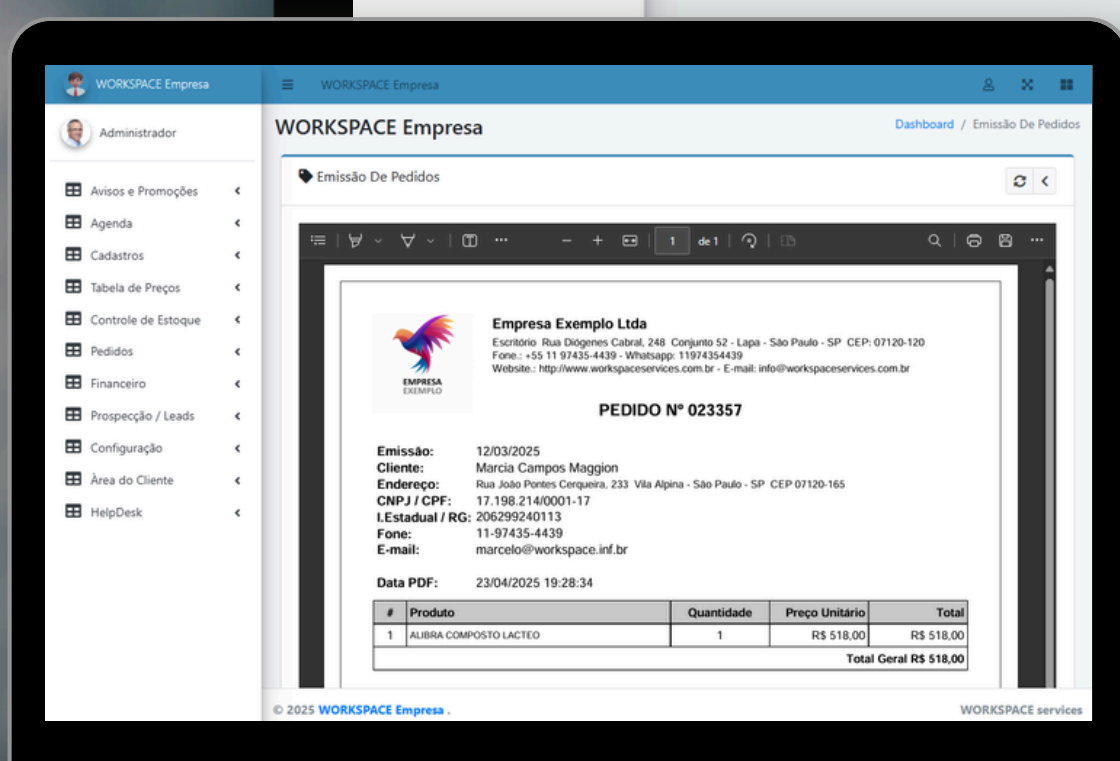 WORKSPACE Empresa
WORKSPACE Empresa
Administrador
WORKSPACE Empresa
Dashboard / Emissão De Pedidos
Avisos e Promoções
Agenda
Cadastros
Tabela de Preços
Controle de Estoque
Pedidos
Financeiro
Prospecção / Leads
Configuração
Àrea do Cliente
HelpDesk
Emissão De Pedidos
1 de 1
EMPRESA
EXEMPLO
Empresa Exemplo Ltda
Escritório Rua Diógenes Cabral, 248 Conjunto 52 - Lapa - São Paulo - SP CEP: 07120-120
Fone.: +55 11 97435-4439 - Whatsapp: 11974354439
Website.: http://www.workspaceservices.com.br - E-mail: info@workspaceservices.com.br
PEDIDO Nº 023357
Emissão: 12/03/2025
Cliente: Marcia Campos Maggion
Endereço: Rua João Pontes Cerqueira, 233 Vila Alpina - São Paulo - SP CEP 07120-165
CNPJ / CPF: 17.198.214/0001-17
I.Estadual / RG: 206299240113
Fone: 11-97435-4439
E-mail: marcelo@workspace.inf.br
Data PDF: 23/04/2025 19:28:34
# Produto Quantidade Preço Unitário Total
1 ALIBRA COMPOSTO LACTEO 1 R$ 518,00 R$ 518,00
Total Geral R$ 518,00
© 2025 WORKSPACE Empresa .
WORKSPACE services